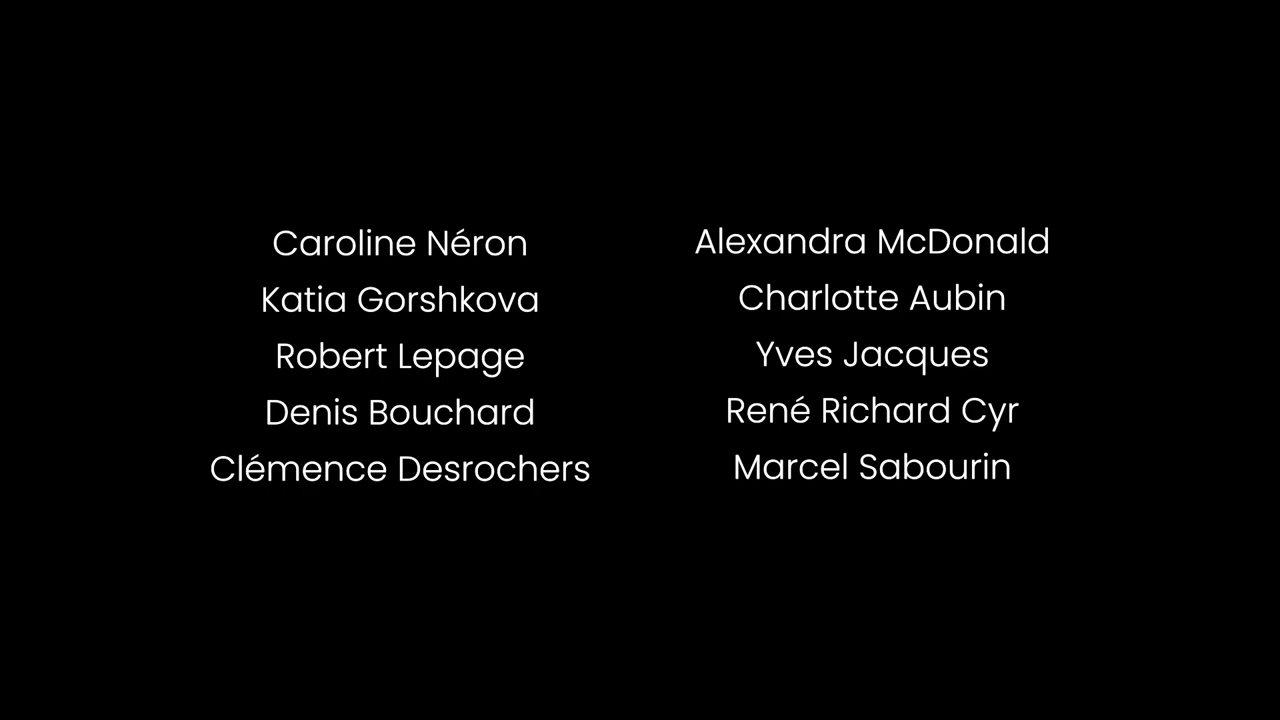 Caroline Néron
Katia Gorshkova
Robert Lepage
Denis Bouchard
Clémence Desrochers
Alexandra McDonald
Charlotte Aubin
Yves Jacques
René Richard Cyr
Marcel Sabourin